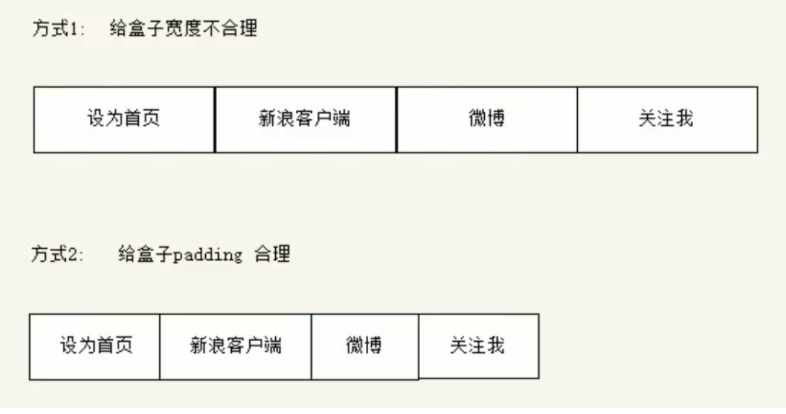 方式1: 给盒子宽度不合理
设为首页 新浪客户端 微博 关注我
方式2: 给盒子padding 合理
设为首页 新浪客户端 微博 关注我